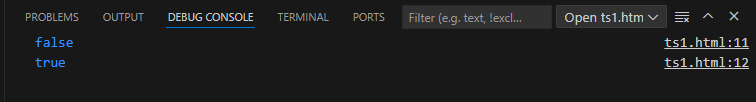 PROBLEMS OUTPUT DEBUG CONSOLE TERMINAL PORTS Filter (e.g. text, !excl... Open ts1.htm
false ts1.html:11
true ts1.html:12